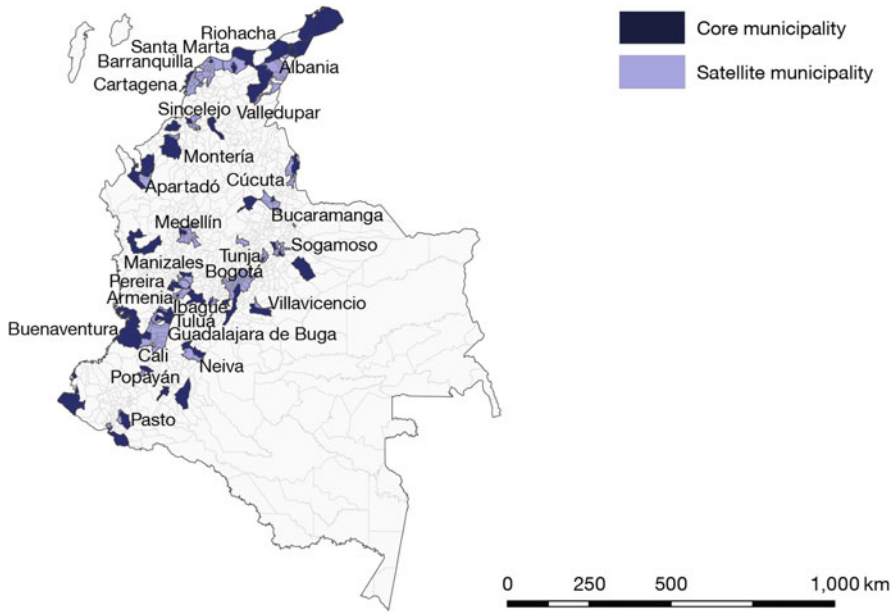 Riohacha
Santa Marta
Barranquilla
Albania
Cartagena
Sincelejo
Valledupar
Montería
Cúcuta
Apartadó
Bucaramanga
Medellín
Sogamoso
Tunja
Manizales
Bogotá
Pereira
Armenia
Ibagué
Villavicencio
Tuluá
Buenaventura
Guadalajara de Buga
Cali
Neiva
Popayán
Pasto
Core municipality
Satellite municipality
0 250 500 1,000 km